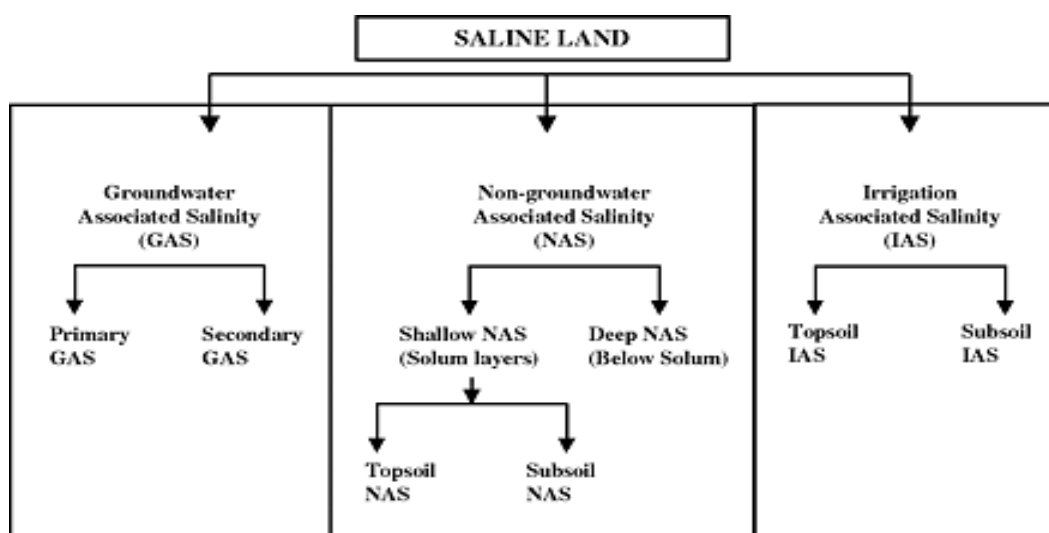 SALINE LAND
Groundwater
Associated Salinity
(GAS)
Primary
GAS
Secondary
GAS
Non-groundwater
Associated Salinity
(NAS)
Shallow NAS
(Solum layers)
Deep NAS
(Below Solum)
Topsoil
NAS
Subsoil
NAS
Irrigation
Associated Salinity
(IAS)
Topsoil
IAS
Subsoil
IAS